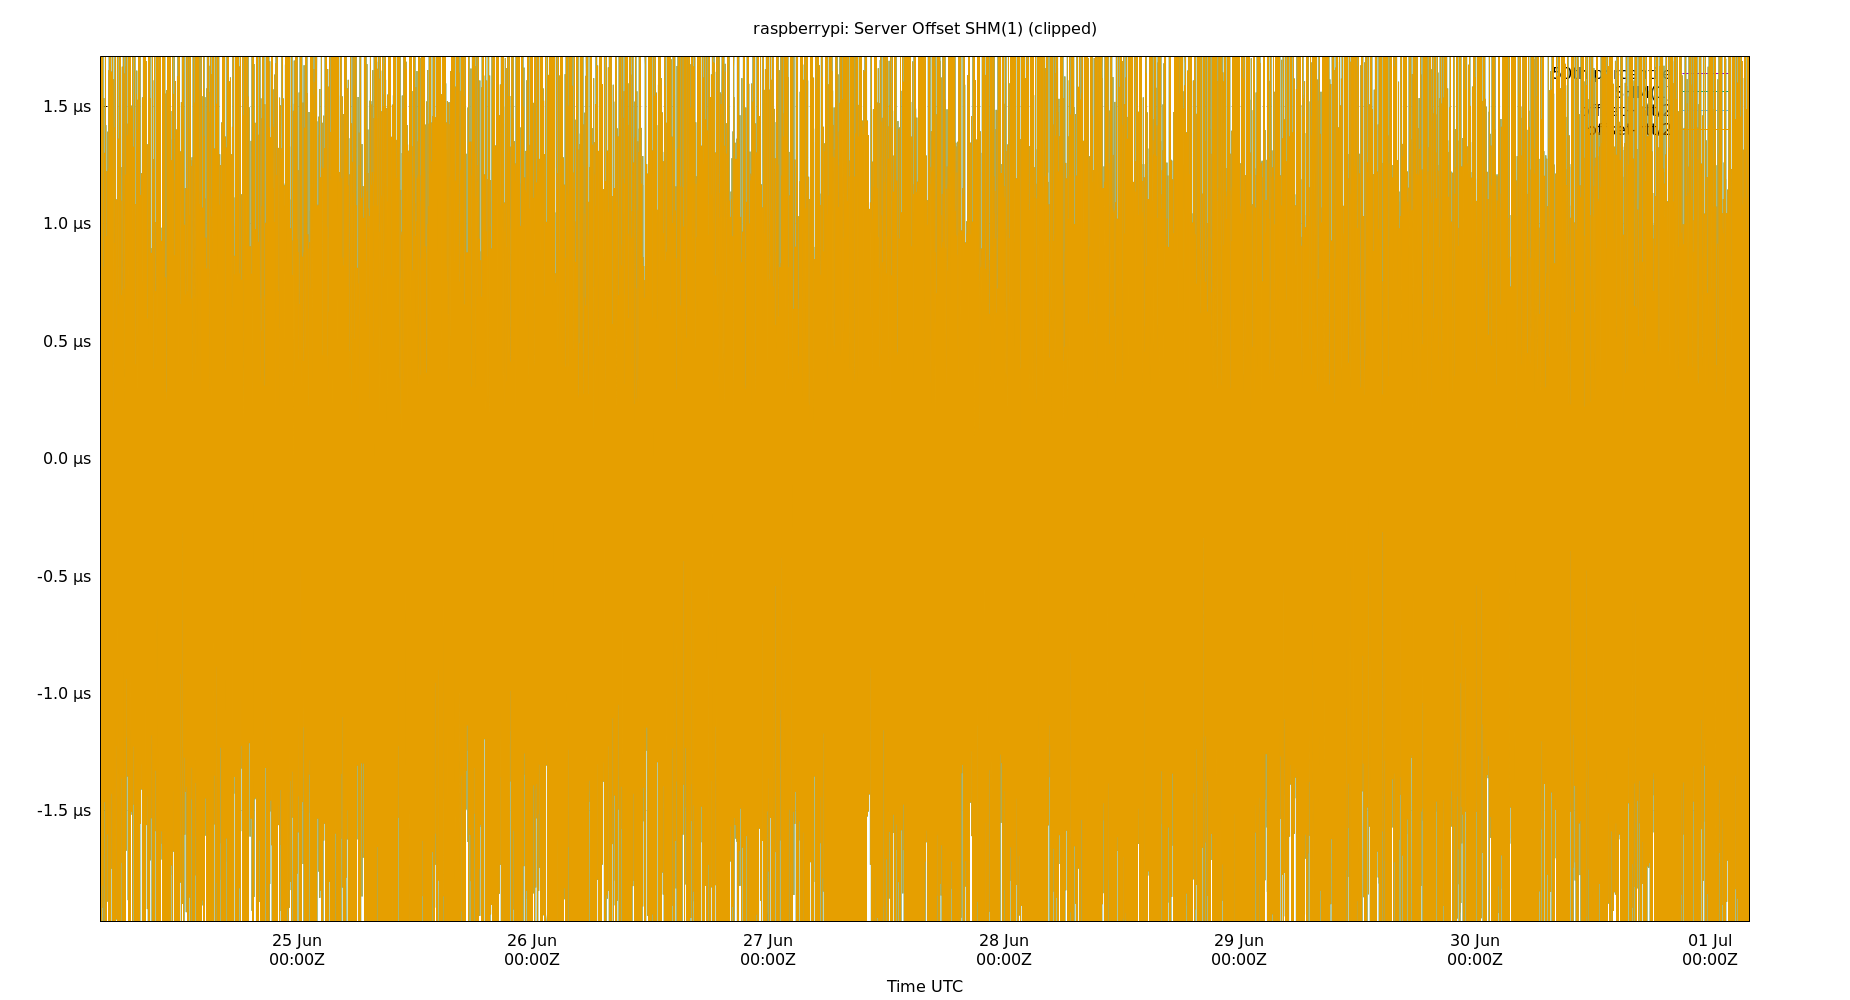 raspberrypi: Server Offset SHM(1) (clipped)
1.5 µs
1.0 µs
0.5 µs
0.0 µs
-0.5 µs
-1.0 µs
-1.5 µs
25 Jun
00:00Z
26 Jun
00:00Z
27 Jun
00:00Z
28 Jun
00:00Z
29 Jun
00:00Z
30 Jun
00:00Z
01 Jul
00:00Z
Time UTC